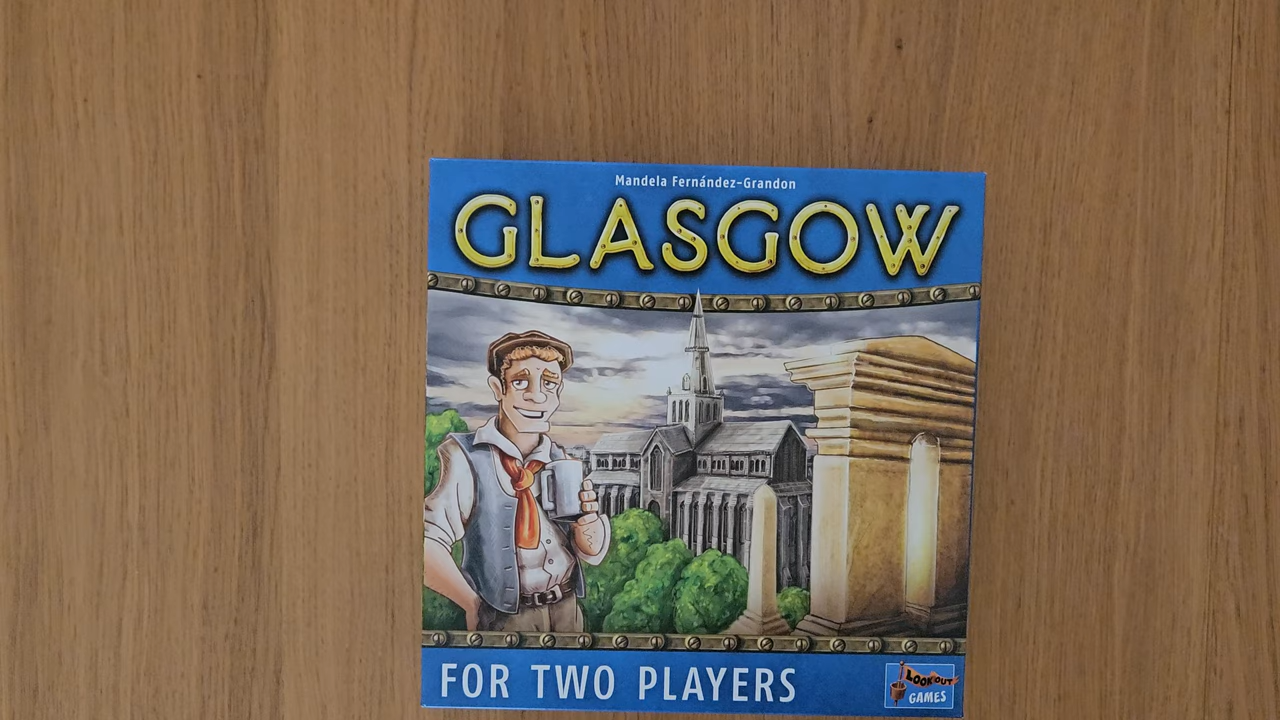 Mandela Fernández-Grandon
GLASGOW
FOR TWO PLAYERS
LOOKOUT
GAMES